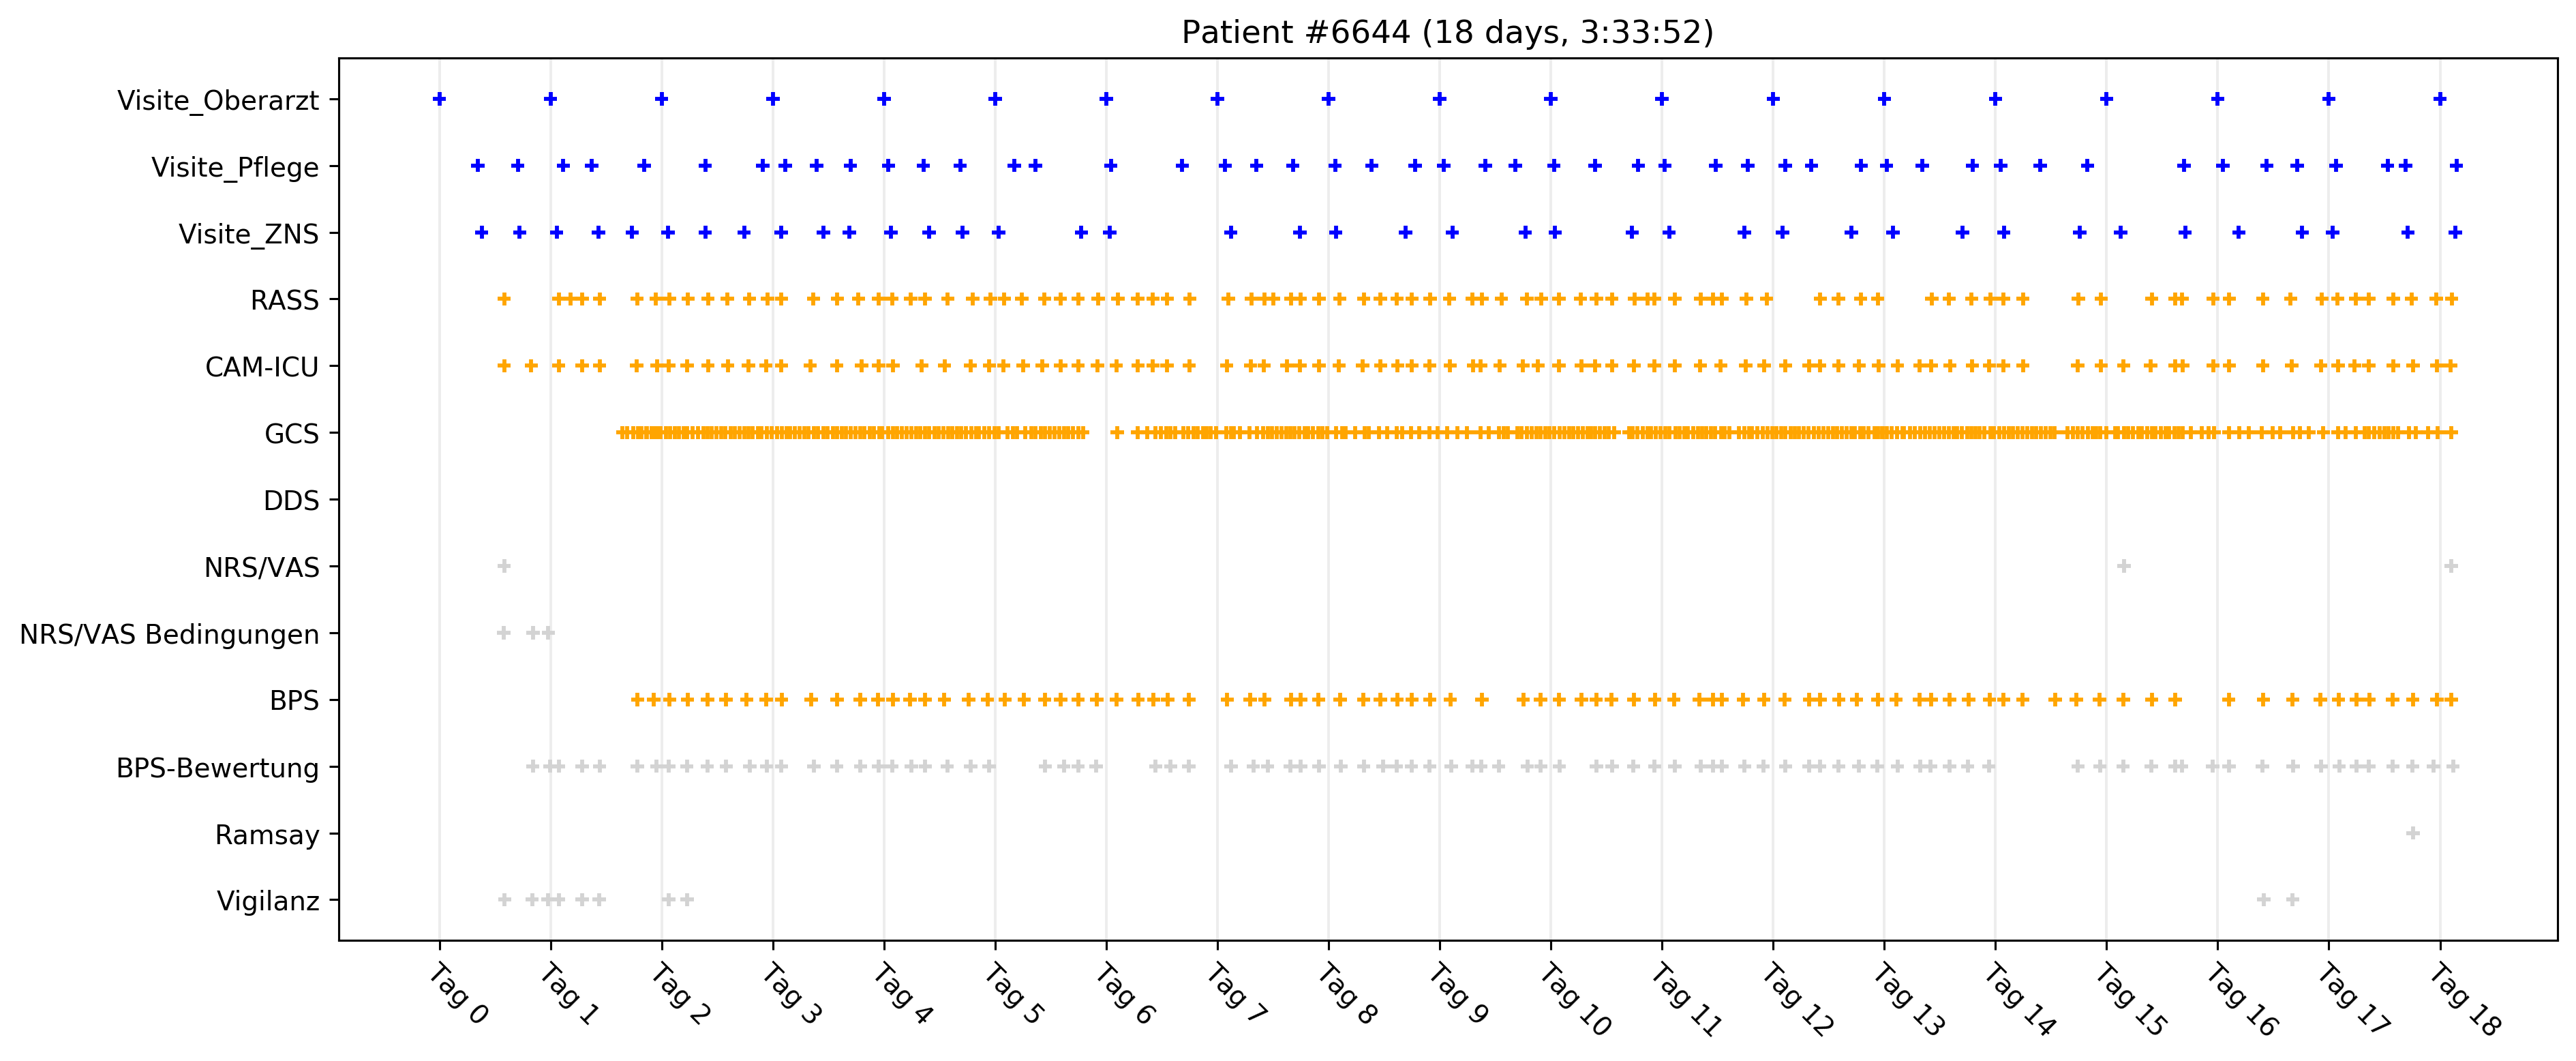 Patient #6644 (18 days, 3:33:52)
Visite_Oberarzt
Visite_Pflege
Visite_ZNS
RASS
CAM-ICU
GCS
DDS
NRS/VAS
NRS/VAS Bedingungen
BPS
BPS-Bewertung
Ramsay
Vigilanz
Tag 0
Tag 1
Tag 2
Tag 3
Tag 4
Tag 5
Tag 6
Tag 7
Tag 8
Tag 9
Tag 10
Tag 11
Tag 12
Tag 13
Tag 14
Tag 15
Tag 16
Tag 17
Tag 18